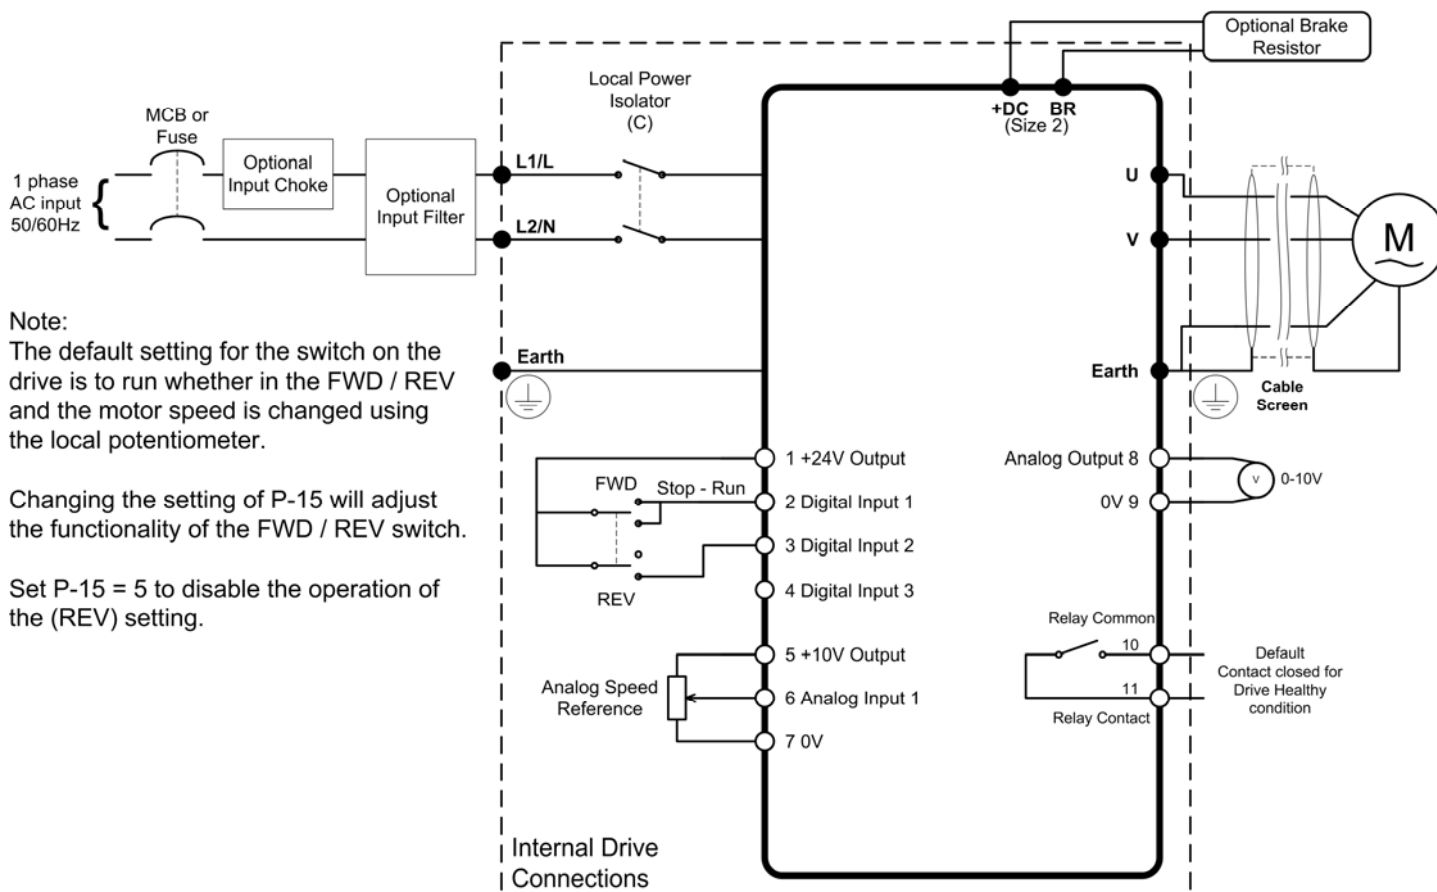 Optional Brake
Resistor
Local Power
Isolator
(C)
+DC BR
(Size 2)
MCB or
Fuse
Optional
Input Choke
Optional
Input Filter
1 phase
AC input
50/60Hz
L1/L
L2/N
U
V
M
Note:
The default setting for the switch on the
drive is to run whether in the FWD / REV
and the motor speed is changed using
the local potentiometer.
Changing the setting of P-15 will adjust
the functionality of the FWD / REV switch.
Set P-15 = 5 to disable the operation of
the (REV) setting.
Earth
Earth
Cable
Screen
FWD
Stop - Run
REV
1 +24V Output
2 Digital Input 1
3 Digital Input 2
4 Digital Input 3
5 +10V Output
6 Analog Input 1
7 0V
Analog Speed
Reference
Analog Output 8
0V 9
V
0-10V
Relay Common
10
11
Relay Contact
Default
Contact closed for
Drive Healthy
condition
Internal Drive
Connections